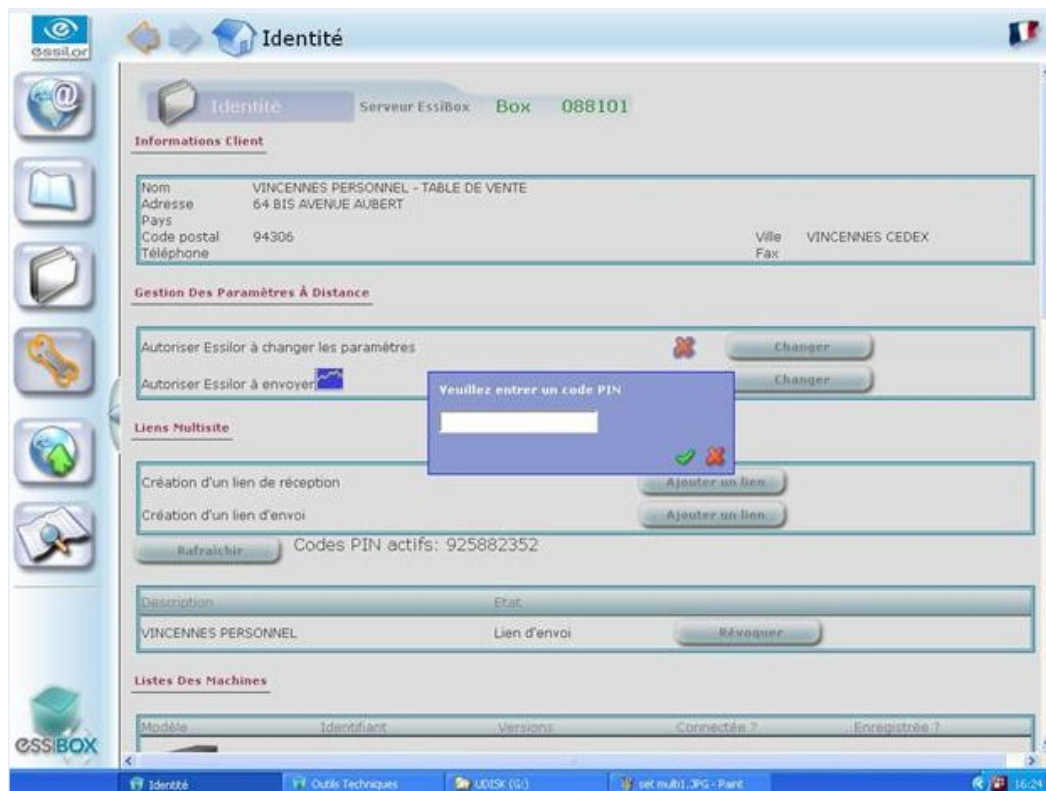 essilor
Identité
Identité Serveur EssiBox Box 088101
Informations Client
Nom VINCENNES PERSONNEL - TABLE DE VENTE
Adresse 64 BIS AVENUE AUBERT
Pays
Code postal 94306 Ville VINCENNES CEDEX
Téléphone Fax
Gestion Des Paramètres À Distance
Autoriser Essilor à changer les paramètres Changer
Autoriser Essilor à envoyer Changer
Veuillez entrer un code PIN
Liens Multisite
Création d'un lien de réception Ajouter un lien
Création d'un lien d'envoi Ajouter un lien
Rafraîchir Codes PIN actifs: 925882352
Description Etat
VINCENNES PERSONNEL Lien d'envoi Révoquer
Listes Des Machines
Modèle Identifiant Versions Connectée ? Enregistrée ?
essiBOX
Identité Outils Techniques UDISK (G:) set multi1.JPG - Paint 16:24